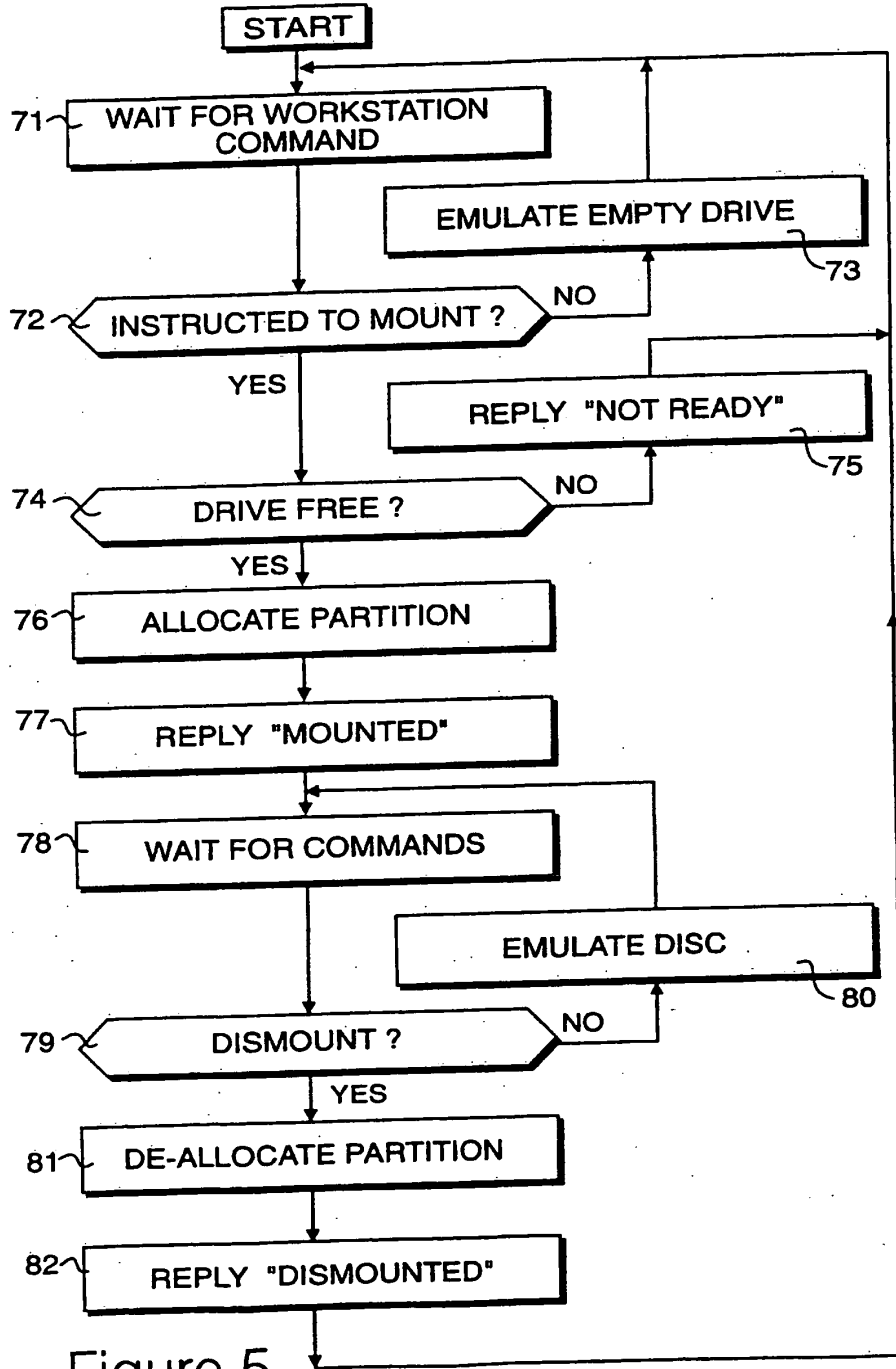 START
71
WAIT FOR WORKSTATION
COMMAND
EMULATE EMPTY DRIVE
73
72
INSTRUCTED TO MOUNT ?
NO
YES
REPLY "NOT READY"
75
74
DRIVE FREE ?
NO
YES
76
ALLOCATE PARTITION
77
REPLY "MOUNTED"
78
WAIT FOR COMMANDS
EMULATE DISC
80
79
DISMOUNT ?
NO
YES
81
DE-ALLOCATE PARTITION
82
REPLY "DISMOUNTED"
Figure 5